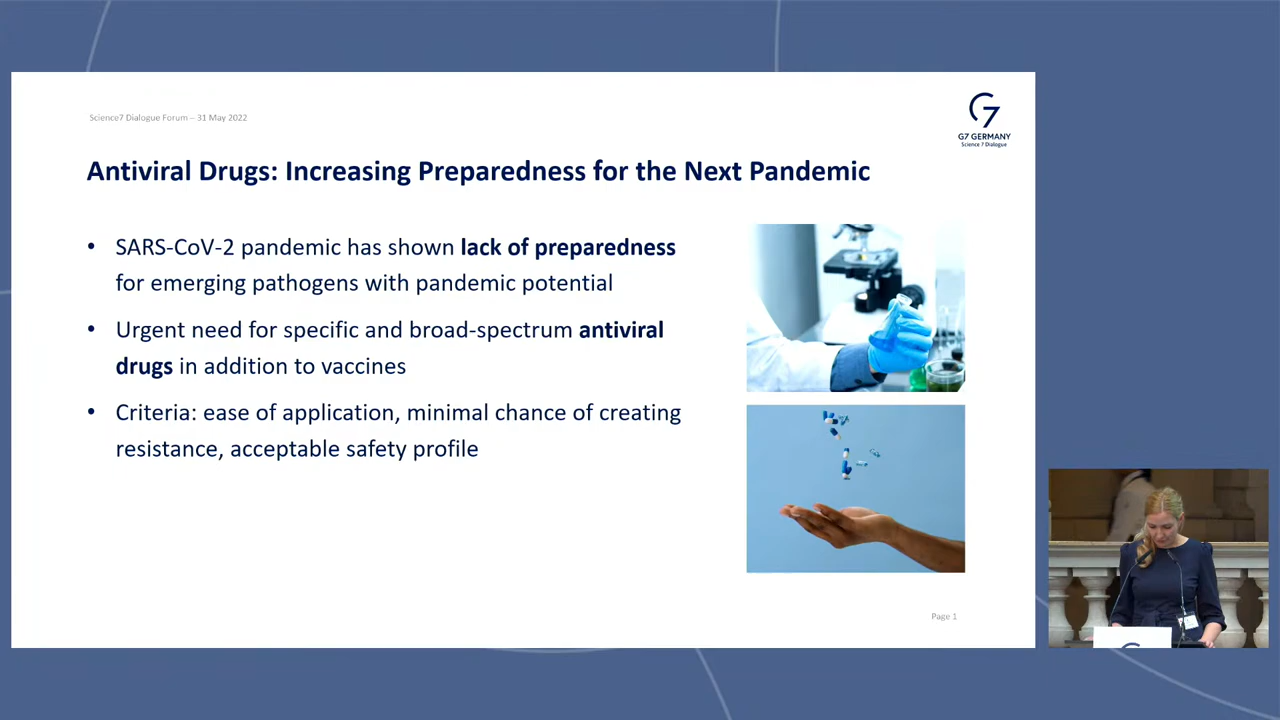 Science7 Dialogue Forum – 31 May 2022
G7 GERMANY
Science 7 Dialogue
Antiviral Drugs: Increasing Preparedness for the Next Pandemic
• SARS-CoV-2 pandemic has shown lack of preparedness
for emerging pathogens with pandemic potential
• Urgent need for specific and broad-spectrum antiviral
drugs in addition to vaccines
• Criteria: ease of application, minimal chance of creating
resistance, acceptable safety profile
Page 1